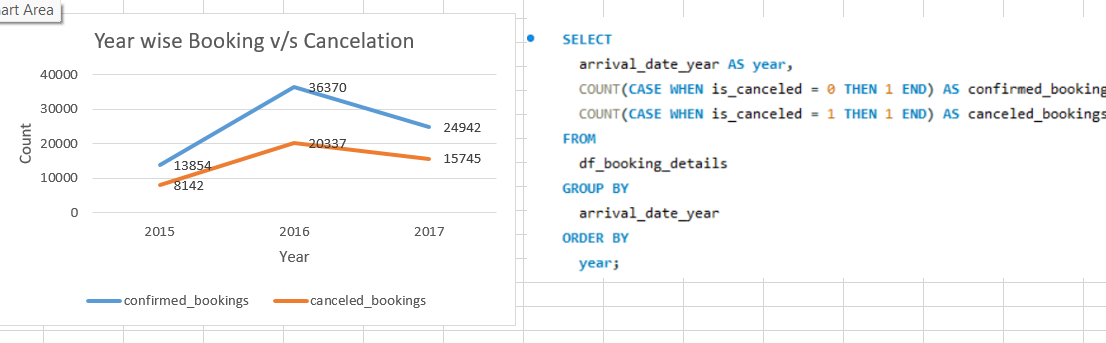 Area
Year wise Booking v/s Cancelation
40000
30000
20000
10000
0
Count
13854
8142
36370
20337
24942
15745
2015 2016 2017
Year
confirmed_bookings canceled_bookings
SELECT
arrival_date_year AS year,
COUNT(CASE WHEN is_canceled = 0 THEN 1 END) AS confirmed_booking
COUNT(CASE WHEN is_canceled = 1 THEN 1 END) AS canceled_bookings
FROM
df_booking_details
GROUP BY
arrival_date_year
ORDER BY
year;